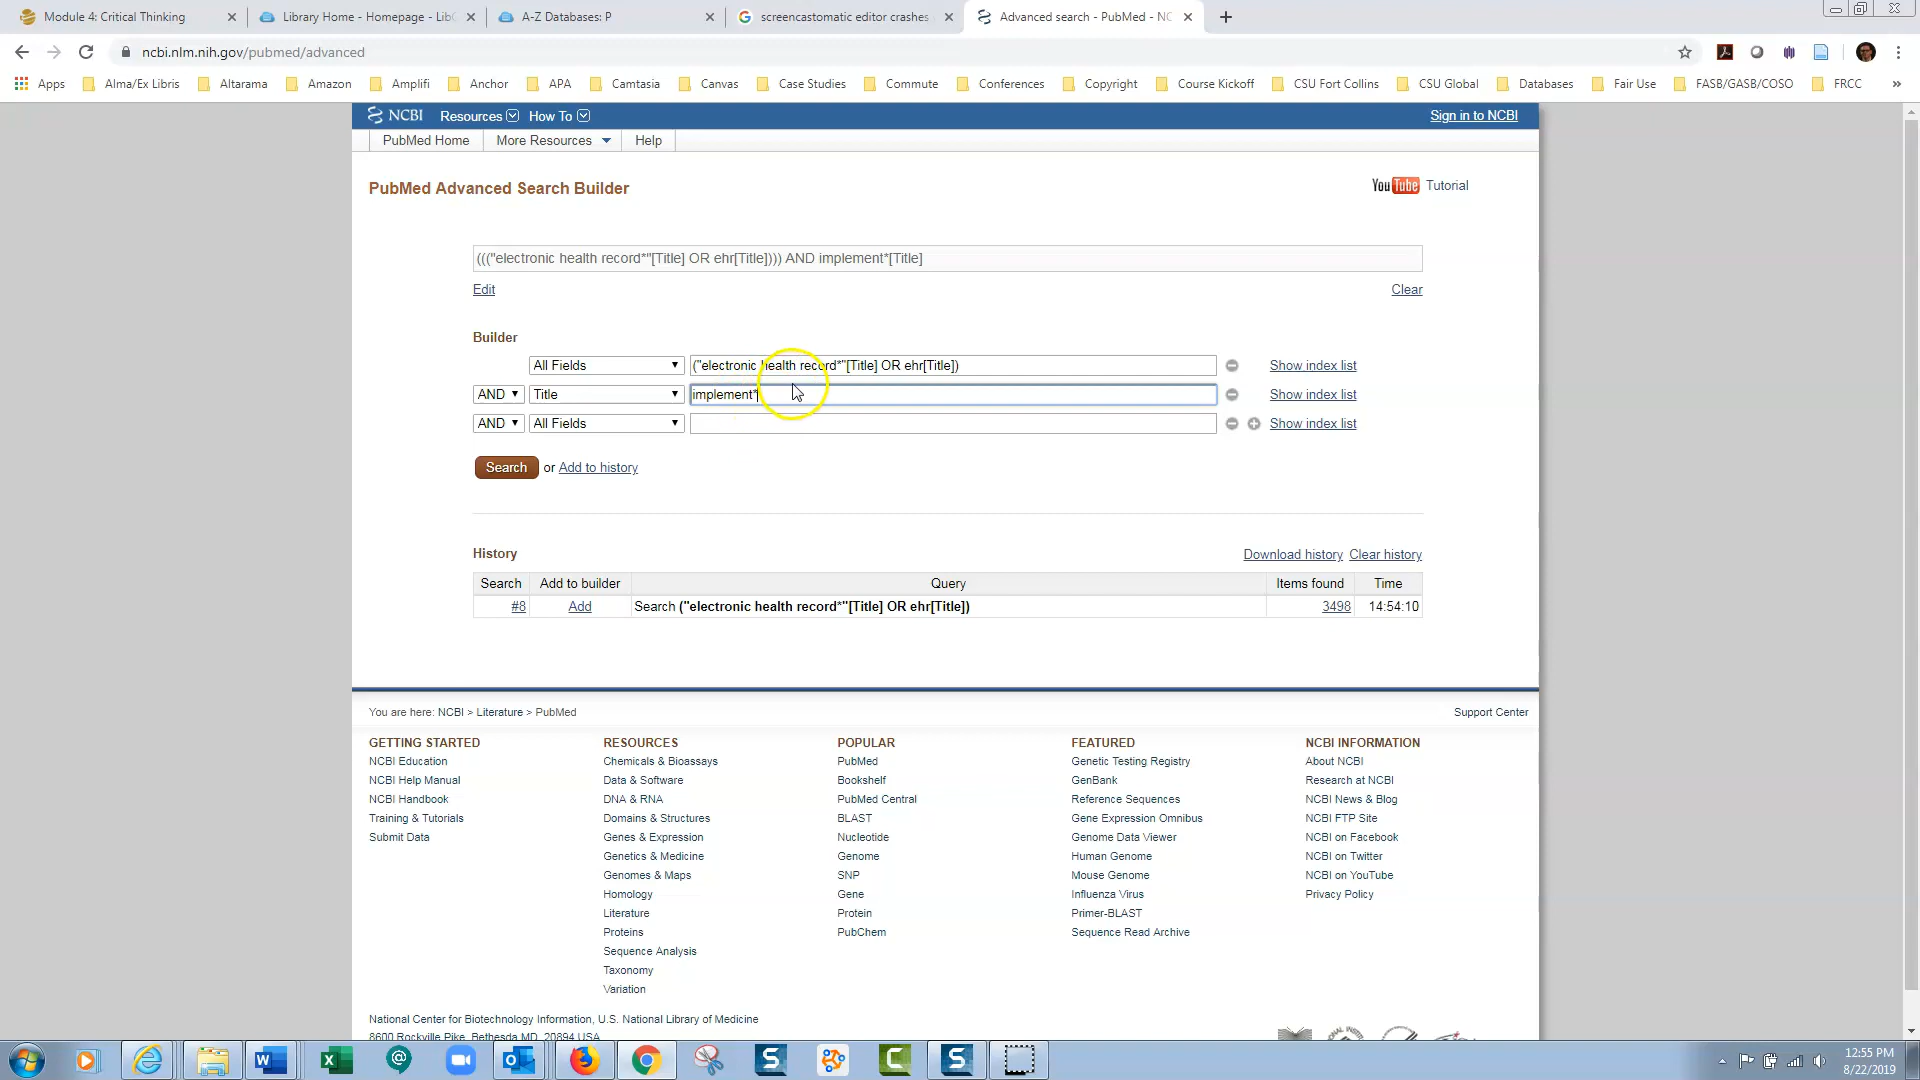 Module 4: Critical Thinking
Library Home - Homepage - LibG
A-Z Databases: P
screencastomatic editor crashes
Advanced search - PubMed - NC
ncbi.nlm.nih.gov/pubmed/advanced
Apps Alma/Ex Libris Altarama Amazon Amplifi Anchor APA Camtasia Canvas Case Studies Commute Conferences Copyright Course Kickoff CSU Fort Collins CSU Global Databases Fair Use FASB/GASB/COSO FRCC »
NCBI Resources How To Sign in to NCBI
PubMed Home More Resources Help
PubMed Advanced Search Builder
YouTube Tutorial
((("electronic health record*"[Title] OR ehr[Title]))) AND implement*[Title]
Edit Clear
Builder
All Fields ("electronic health record*"[Title] OR ehr[Title]) Show index list
AND Title implement* Show index list
AND All Fields Show index list
Search or Add to history
History Download history Clear history
Search Add to builder Query Items found Time
#8 Add Search ("electronic health record*"[Title] OR ehr[Title]) 3498 14:54:10
You are here: NCBI > Literature > PubMed Support Center
GETTING STARTED
NCBI Education
NCBI Help Manual
NCBI Handbook
Training & Tutorials
Submit Data
RESOURCES
Chemicals & Bioassays
Data & Software
DNA & RNA
Domains & Structures
Genes & Expression
Genetics & Medicine
Genomes & Maps
Homology
Literature
Proteins
Sequence Analysis
Taxonomy
Variation
POPULAR
PubMed
Bookshelf
PubMed Central
BLAST
Nucleotide
Genome
SNP
Gene
Protein
PubChem
FEATURED
Genetic Testing Registry
GenBank
Reference Sequences
Gene Expression Omnibus
Genome Data Viewer
Human Genome
Mouse Genome
Influenza Virus
Primer-BLAST
Sequence Read Archive
NCBI INFORMATION
About NCBI
Research at NCBI
NCBI News & Blog
NCBI FTP Site
NCBI on Facebook
NCBI on Twitter
NCBI on YouTube
Privacy Policy
National Center for Biotechnology Information, U.S. National Library of Medicine
8600 Rockville Pike, Bethesda MD, 20894 USA
12:55 PM
8/22/2019